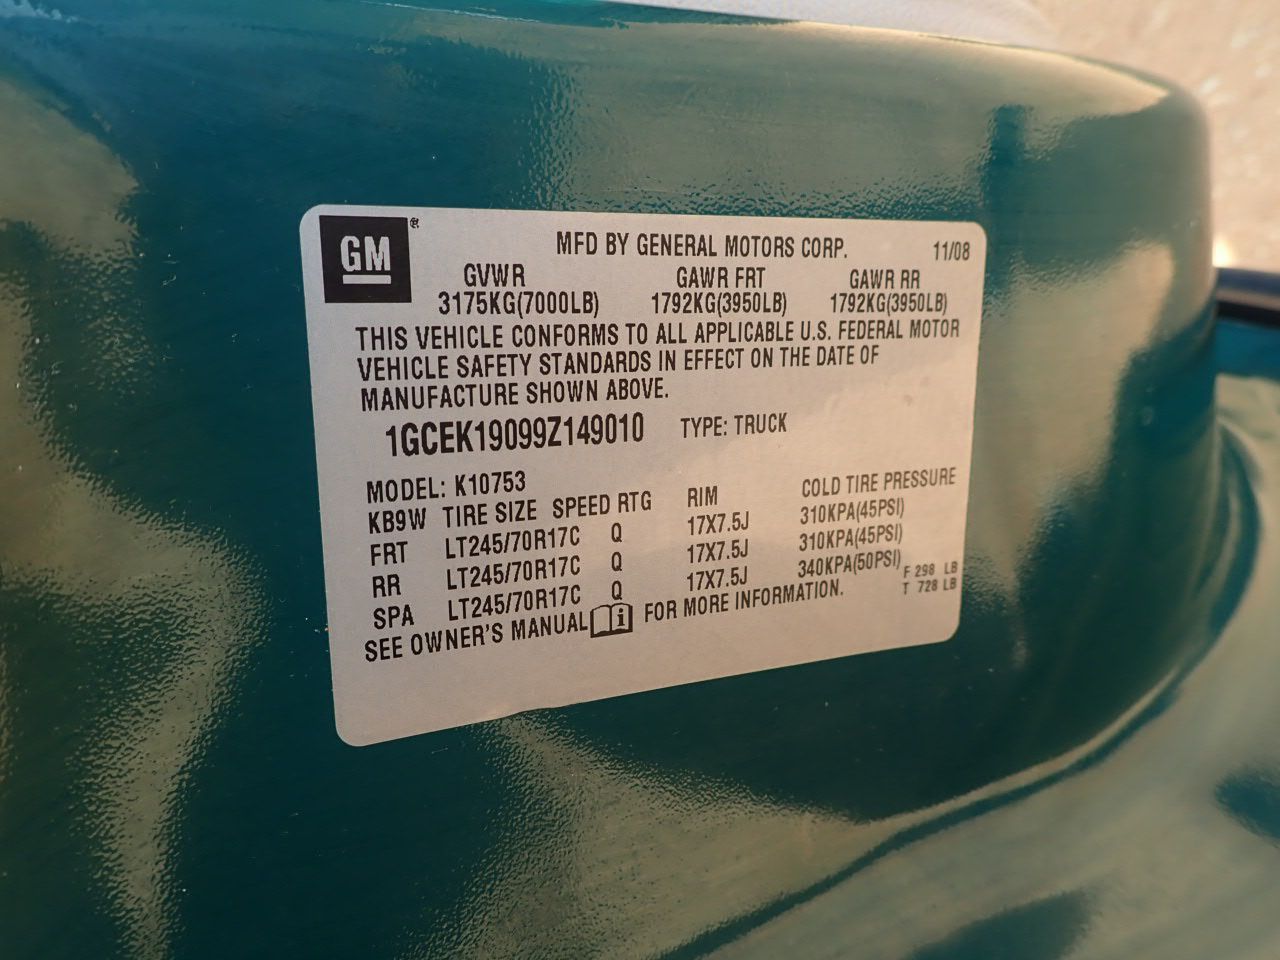 GM ®
MFD BY GENERAL MOTORS CORP. 11/08
GVWR GAWR FRT GAWR RR
3175KG(7000LB) 1792KG(3950LB) 1792KG(3950LB)
THIS VEHICLE CONFORMS TO ALL APPLICABLE U.S. FEDERAL MOTOR
VEHICLE SAFETY STANDARDS IN EFFECT ON THE DATE OF
MANUFACTURE SHOWN ABOVE.
1GCEK19099Z149010 TYPE: TRUCK
MODEL: K10753
KB9W TIRE SIZE SPEED RTG RIM COLD TIRE PRESSURE
FRT LT245/70R17C Q 17X7.5J 310KPA(45PSI)
RR LT245/70R17C Q 17X7.5J 310KPA(45PSI)
SPA LT245/70R17C Q 17X7.5J 340KPA(50PSI)
SEE OWNER'S MANUAL i FOR MORE INFORMATION.
F 298 LB
T 728 LB